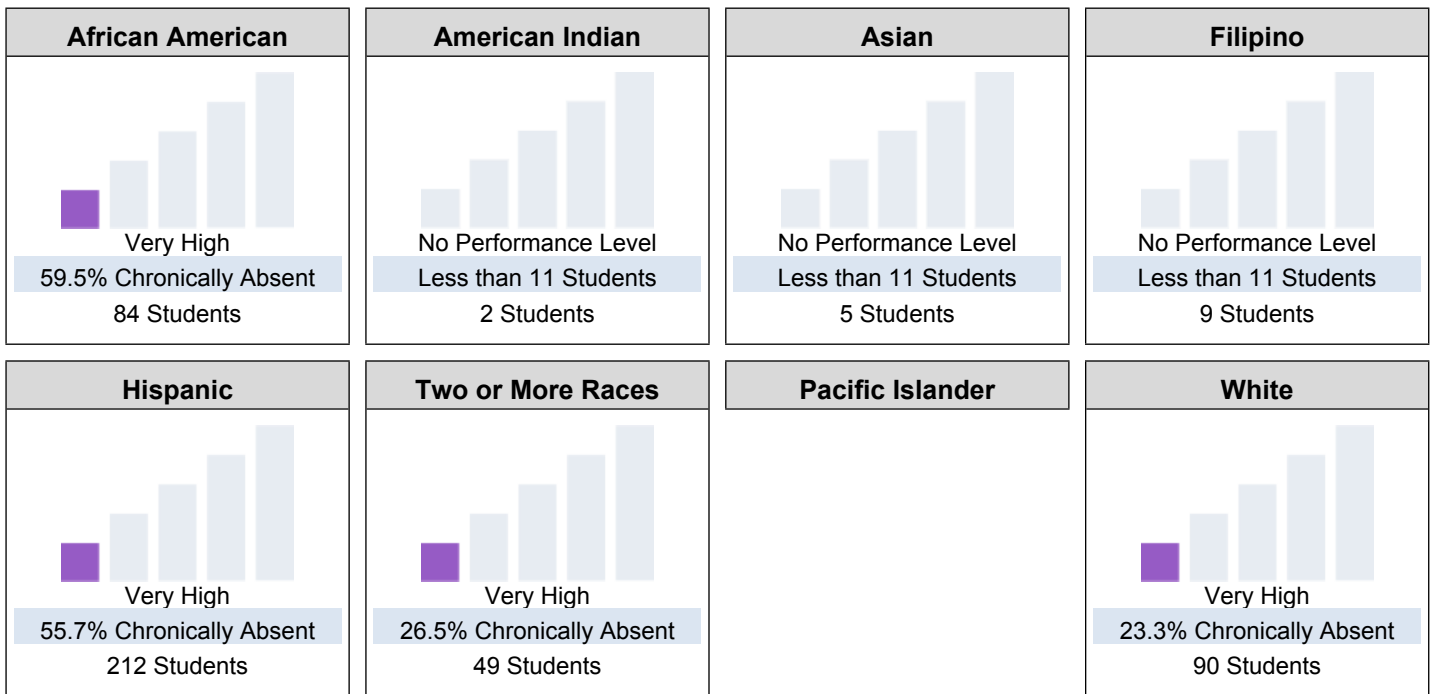 African American
Very High
59.5% Chronically Absent
84 Students
American Indian
No Performance Level
Less than 11 Students
2 Students
Asian
No Performance Level
Less than 11 Students
5 Students
Filipino
No Performance Level
Less than 11 Students
9 Students
Hispanic
Very High
55.7% Chronically Absent
212 Students
Two or More Races
Very High
26.5% Chronically Absent
49 Students
Pacific Islander
White
Very High
23.3% Chronically Absent
90 Students